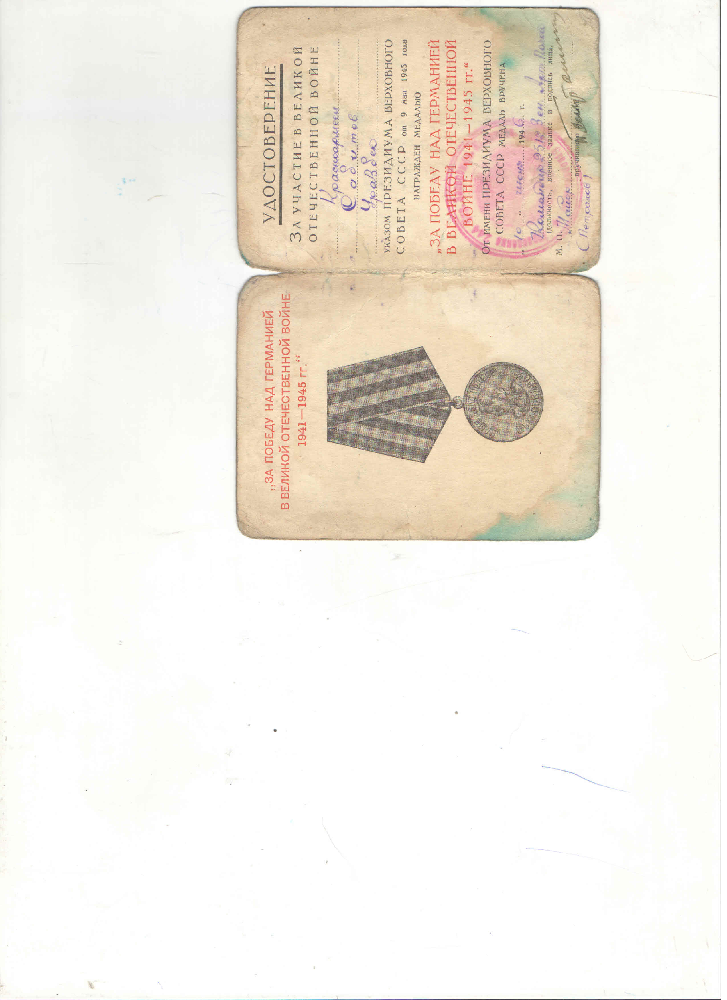 „ЗА ПОБЕДУ НАД ГЕРМАНИЕЙ
В ВЕЛИКОЙ ОТЕЧЕСТВЕННОЙ ВОЙНЕ
1941—1945 гг.“
НАШЕ ДЕЛО ПРАВОЕ
МЫ ПОБЕДИЛИ
УДОСТОВЕРЕНИЕ
ЗА УЧАСТИЕ В ВЕЛИКОЙ
ОТЕЧЕСТВЕННОЙ ВОЙНЕ
Красноармеец
Сабитов
Уразбек
УКАЗОМ ПРЕЗИДИУМА ВЕРХОВНОГО
СОВЕТА СССР от 9 мая 1945 года
НАГРАЖДЕН МЕДАЛЬЮ
„ЗА ПОБЕДУ НАД ГЕРМАНИЕЙ
В ВЕЛИКОЙ ОТЕЧЕСТВЕННОЙ
ВОЙНЕ 1941—1945 гг.“
ОТ ИМЕНИ ПРЕЗИДИУМА ВЕРХОВНОГО
СОВЕТА СССР МЕДАЛЬ ВРУЧЕНА
„10“ июня 1946 г.
Командир Зен. Арт. Полка
(должность, военное звание и подпись лица,
М. П. Майор
вручившего медаль)
(Петраков)